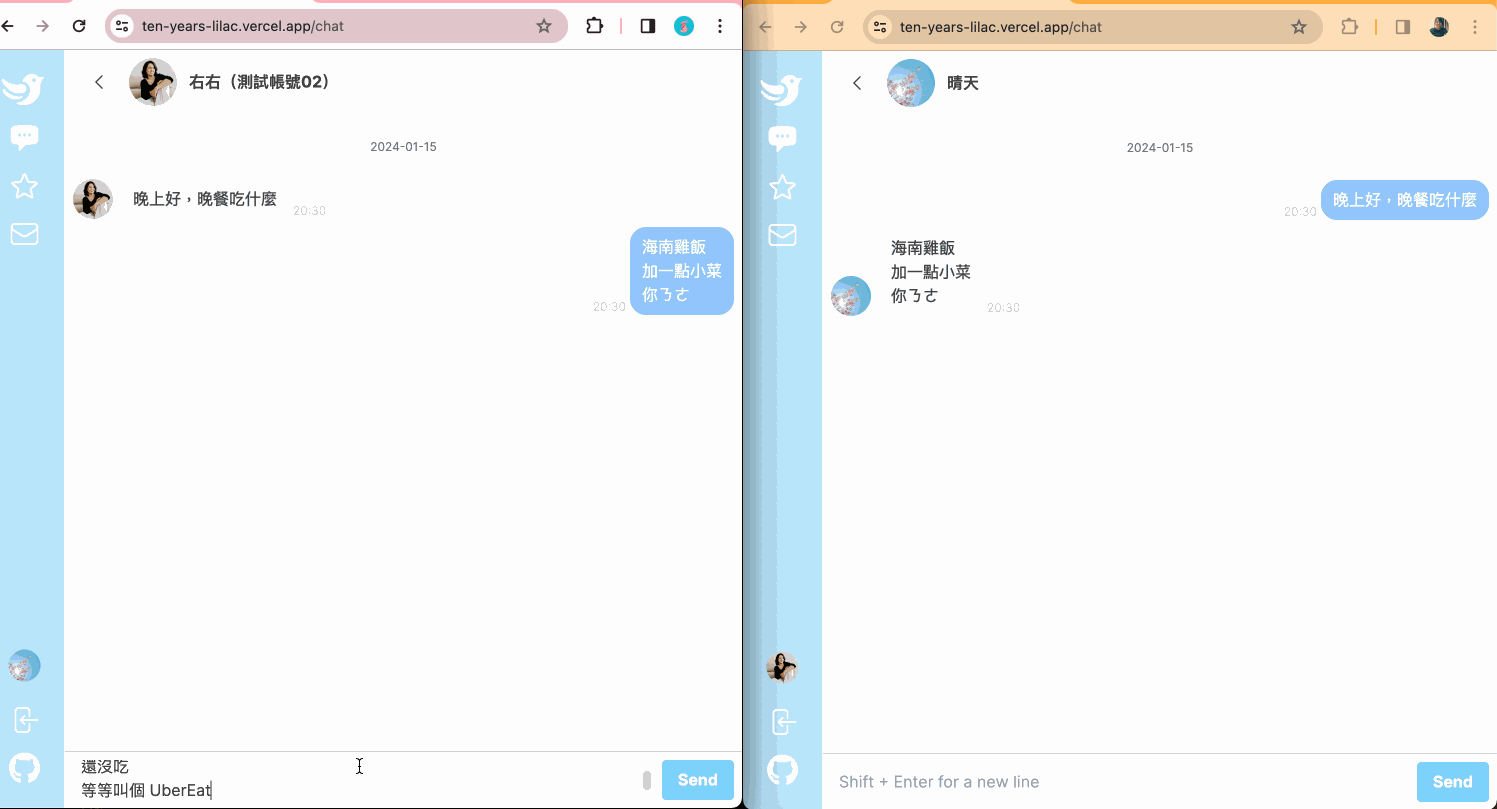 ten-years-lilac.vercel.app/chat
右右（測試帳號02）
2024-01-15
晚上好，晚餐吃什麼
20:30
海南雞飯
加一點小菜
你ㄋㄜ
20:30
還沒吃
等等叫個 UberEat
Send
ten-years-lilac.vercel.app/chat
晴天
2024-01-15
晚上好，晚餐吃什麼
20:30
海南雞飯
加一點小菜
你ㄋㄜ
20:30
Shift + Enter for a new line
Send